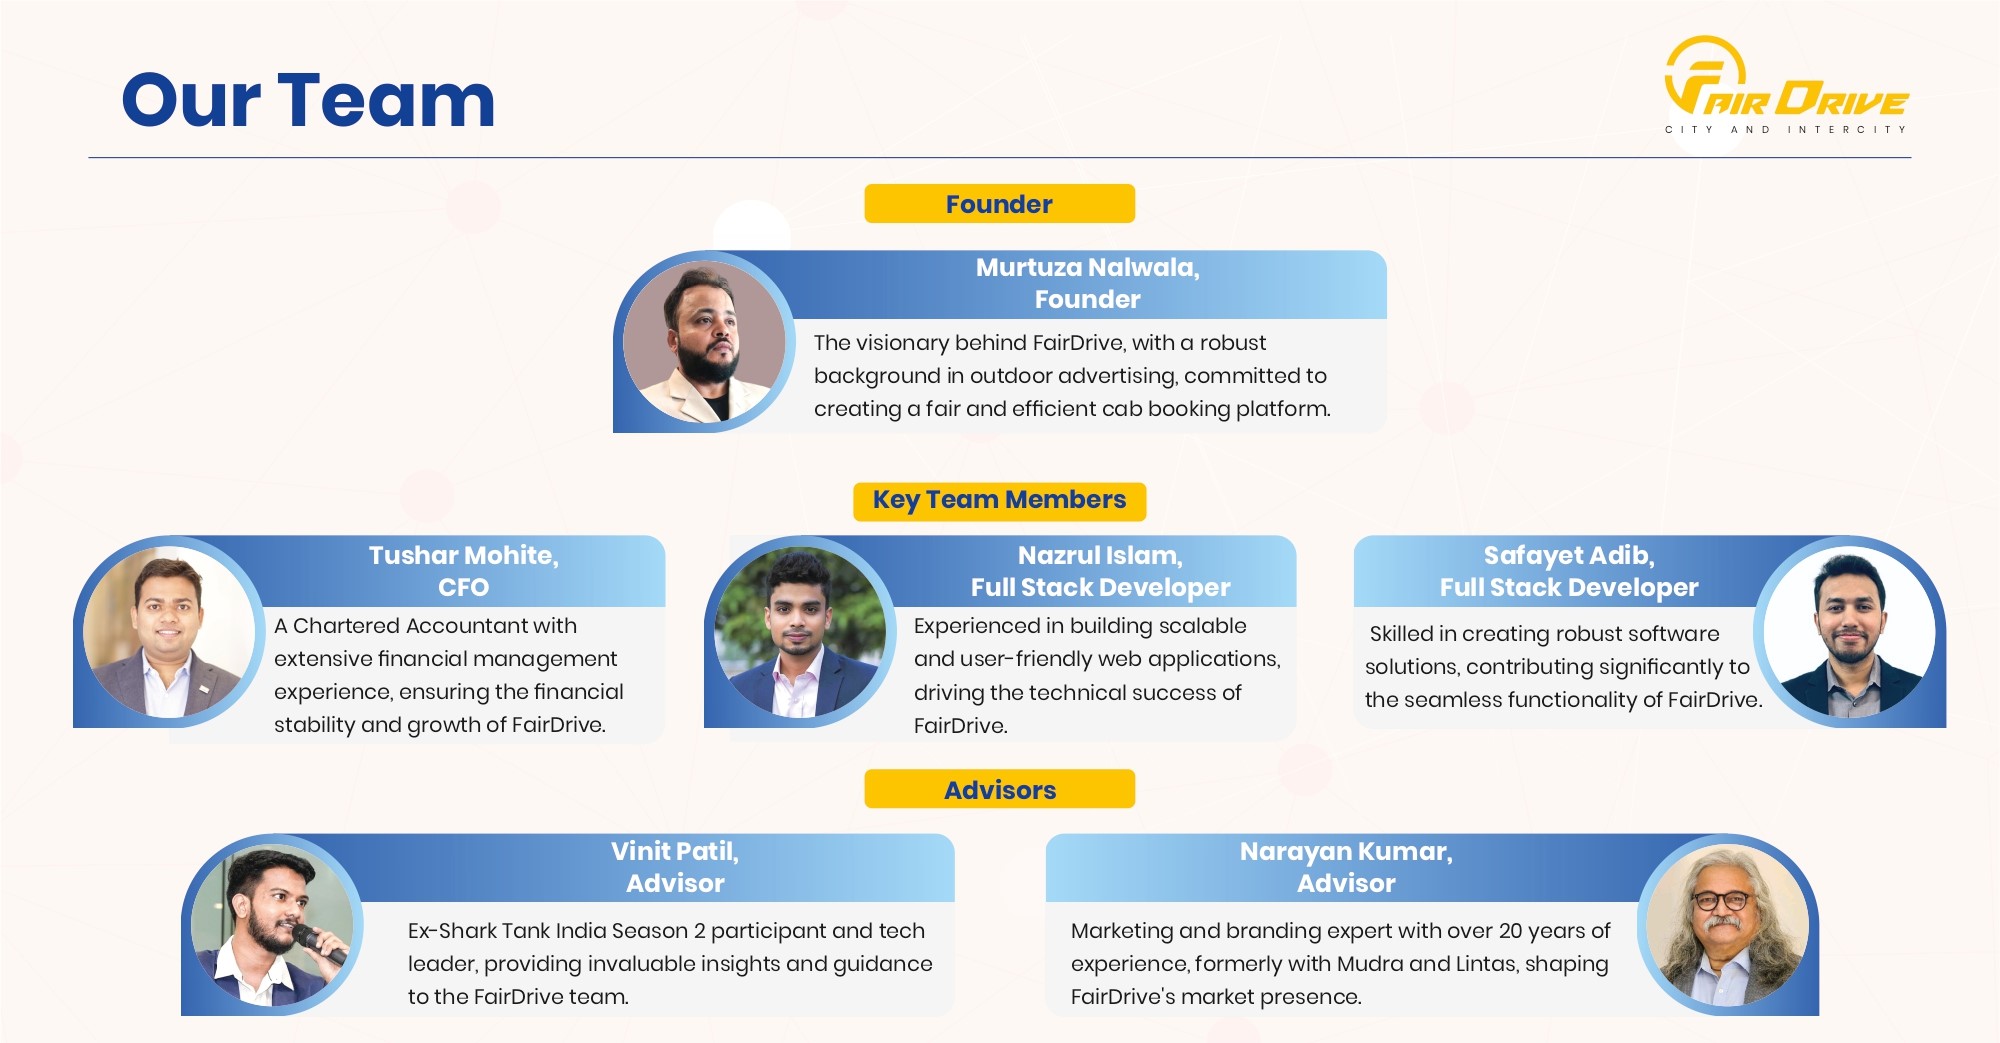 Our Team
FAIR DRIVE
CITY AND INTERCITY
Founder
Murtuza Nalwala,
Founder
The visionary behind FairDrive, with a robust
background in outdoor advertising, committed to
creating a fair and efficient cab booking platform.
Key Team Members
Tushar Mohite,
CFO
A Chartered Accountant with
extensive financial management
experience, ensuring the financial
stability and growth of FairDrive.
Nazrul Islam,
Full Stack Developer
Experienced in building scalable
and user-friendly web applications,
driving the technical success of
FairDrive.
Safayet Adib,
Full Stack Developer
Skilled in creating robust software
solutions, contributing significantly to
the seamless functionality of FairDrive.
Advisors
Vinit Patil,
Advisor
Ex-Shark Tank India Season 2 participant and tech
leader, providing invaluable insights and guidance
to the FairDrive team.
Narayan Kumar,
Advisor
Marketing and branding expert with over 20 years of
experience, formerly with Mudra and Lintas, shaping
FairDrive's market presence.